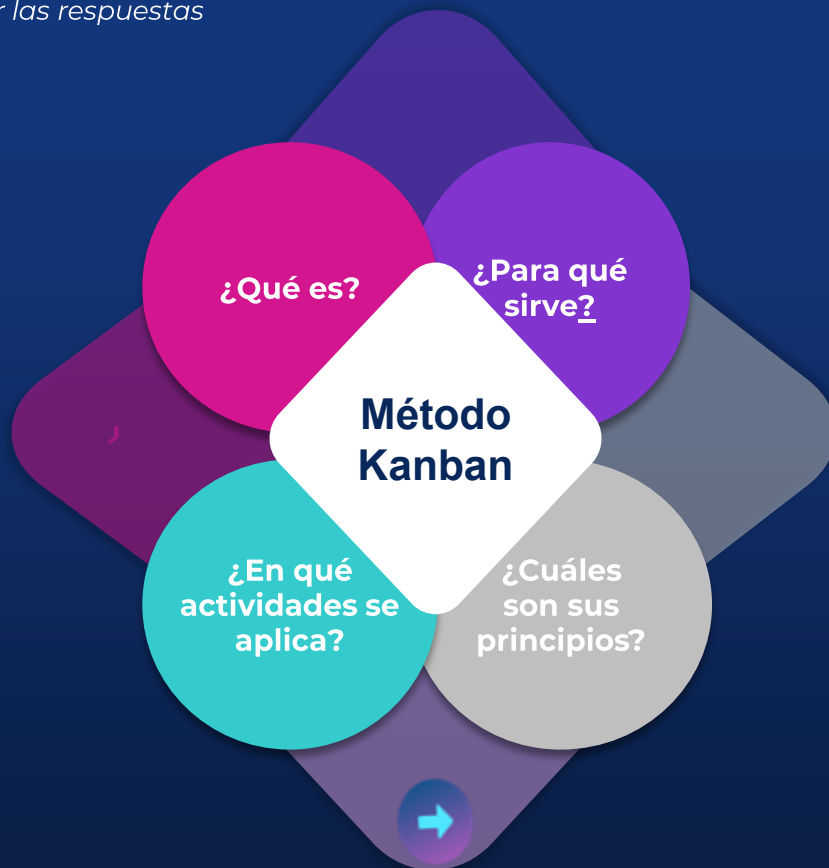 r las respuestas
¿Qué es?
¿Para qué
sirve?
Método
Kanban
¿En qué
actividades se
aplica?
¿Cuáles
son sus
principios?